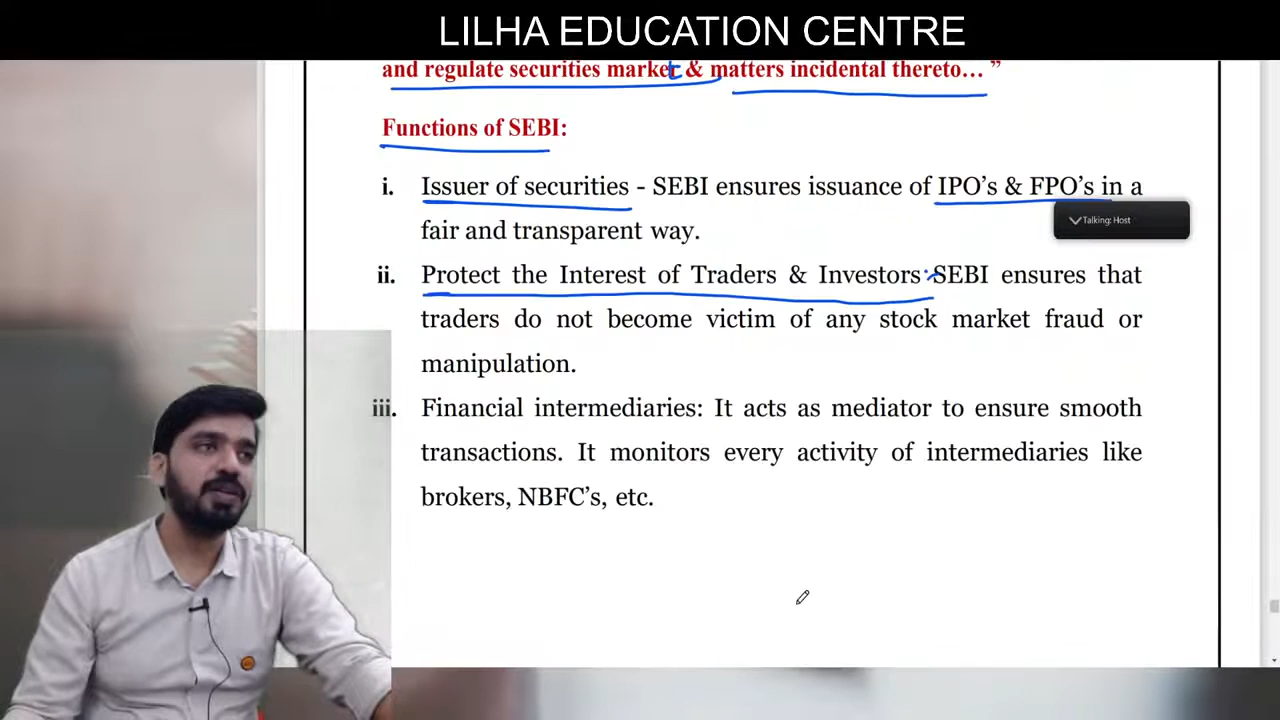 LILHA EDUCATION CENTRE
and regulate securities market & matters incidental thereto… ”
Functions of SEBI:
i. Issuer of securities - SEBI ensures issuance of IPO’s & FPO’s in a
Talking: Host
fair and transparent way.
ii. Protect the Interest of Traders & Investors: SEBI ensures that
traders do not become victim of any stock market fraud or
manipulation.
iii. Financial intermediaries: It acts as mediator to ensure smooth
transactions. It monitors every activity of intermediaries like
brokers, NBFC’s, etc.